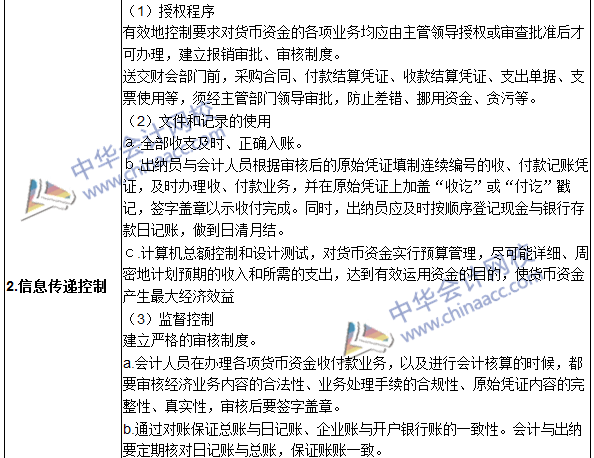 （1）授权程序
有效地控制要求对货币资金的各项业务均应由主管领导授权或审查批准后才
可办理，建立报销审批、审核制度。
送交财会部门前，采购合同、付款结算凭证、收款结算凭证、支出单据、支
票使用等，须经主管部门领导审批，防止差错、挪用资金、贪污等。
（2）文件和记录的使用
a.全部收支及时、正确入账。
b.出纳员与会计人员根据审核后的原始凭证填制连续编号的收、付款记账凭
证，及时办理收、付款业务，并在原始凭证上加盖“收讫”或“付讫”戳
记，签字盖章以示收付完成。同时，出纳员应及时按顺序登记现金与银行存
款日记账，做到日清月结。
c.计算机总额控制和设计测试，对货币资金实行预算管理，尽可能详细、周
密地计划预期的收入和所需的支出，达到有效运用资金的目的，使货币资金
产生最大经济效益
2.信息传递控制
（3）监督控制
建立严格的审核制度。
a.会计人员在办理各项货币资金收付款业务，以及进行会计核算的时候，都
要审核经济业务内容的合法性、业务处理手续的合规性、原始凭证内容的完
整性、真实性，审核后要签字盖章。
b.通过对账保证总账与日记账、企业账与开户银行账的一致性。会计与出纳
要定期核对日记账与总账，保证账账一致。
中华会计网校
www.chinaacc.com
中华会计网校
www.chinaacc.com